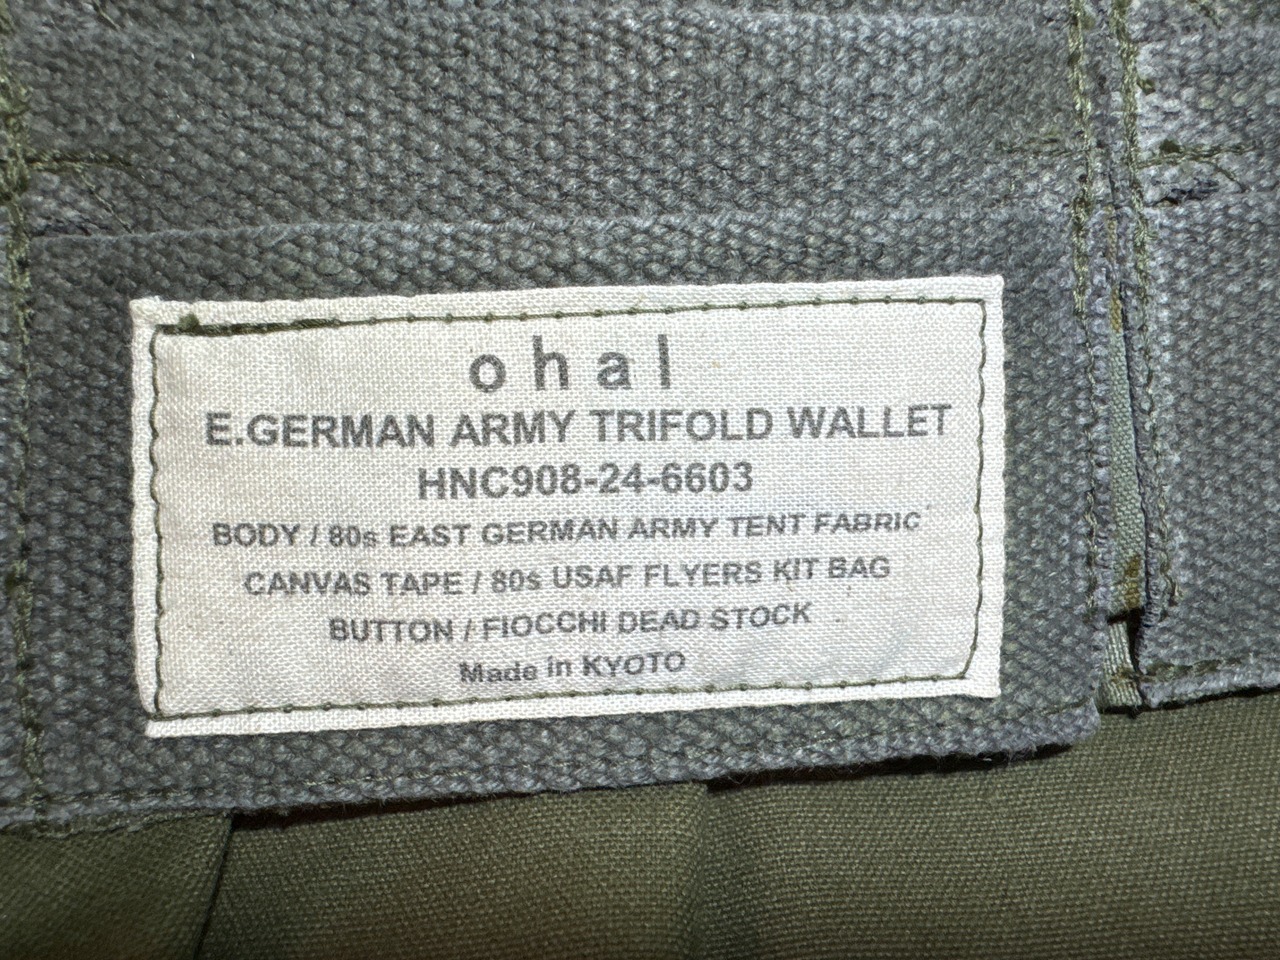 ohal
E.GERMAN ARMY TRIFOLD WALLET
HNC908-24-6603
BODY / 80s EAST GERMAN ARMY TENT FABRIC
CANVAS TAPE / 80s USAF FLYERS KIT BAG
BUTTON / FIOCCHI DEAD STOCK
Made in KYOTO